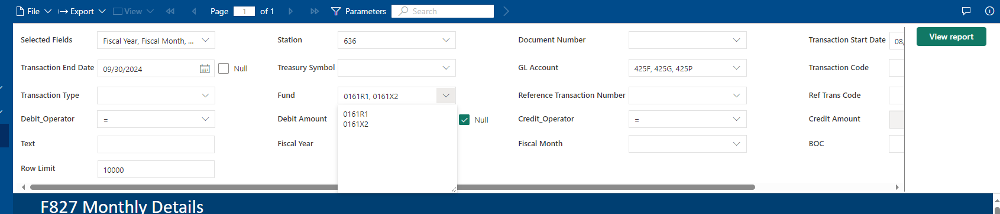 File Export View Page 1 of 1 Parameters Search
Selected Fields Fiscal Year, Fiscal Month, ... Station 636 Document Number Transaction Start Date 08/ View report
Transaction End Date 09/30/2024 Null Treasury Symbol GL Account 425F, 425G, 425P Transaction Code
Transaction Type Fund 0161R1, 0161X2 Reference Transaction Number Ref Trans Code
0161R1
Debit_Operator = Debit Amount Null Credit_Operator = Credit Amount
0161X2
Text Fiscal Year Fiscal Month BOC
Row Limit 10000
F827 Monthly Details